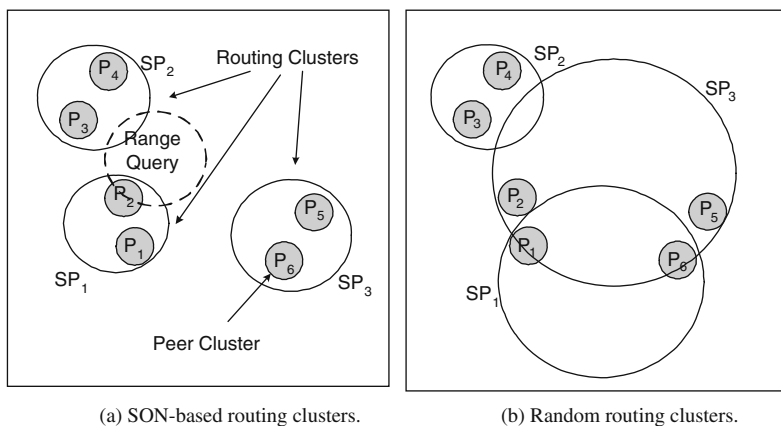 P₄
SP₂
Routing Clusters
P₃
Range
Query
P₂
P₁
P₅
P₆
SP₁
SP₃
Peer Cluster
(a) SON-based routing clusters.
SP₂
P₄
SP₃
P₃
P₂
P₅
P₁
P₆
SP₁
(b) Random routing clusters.